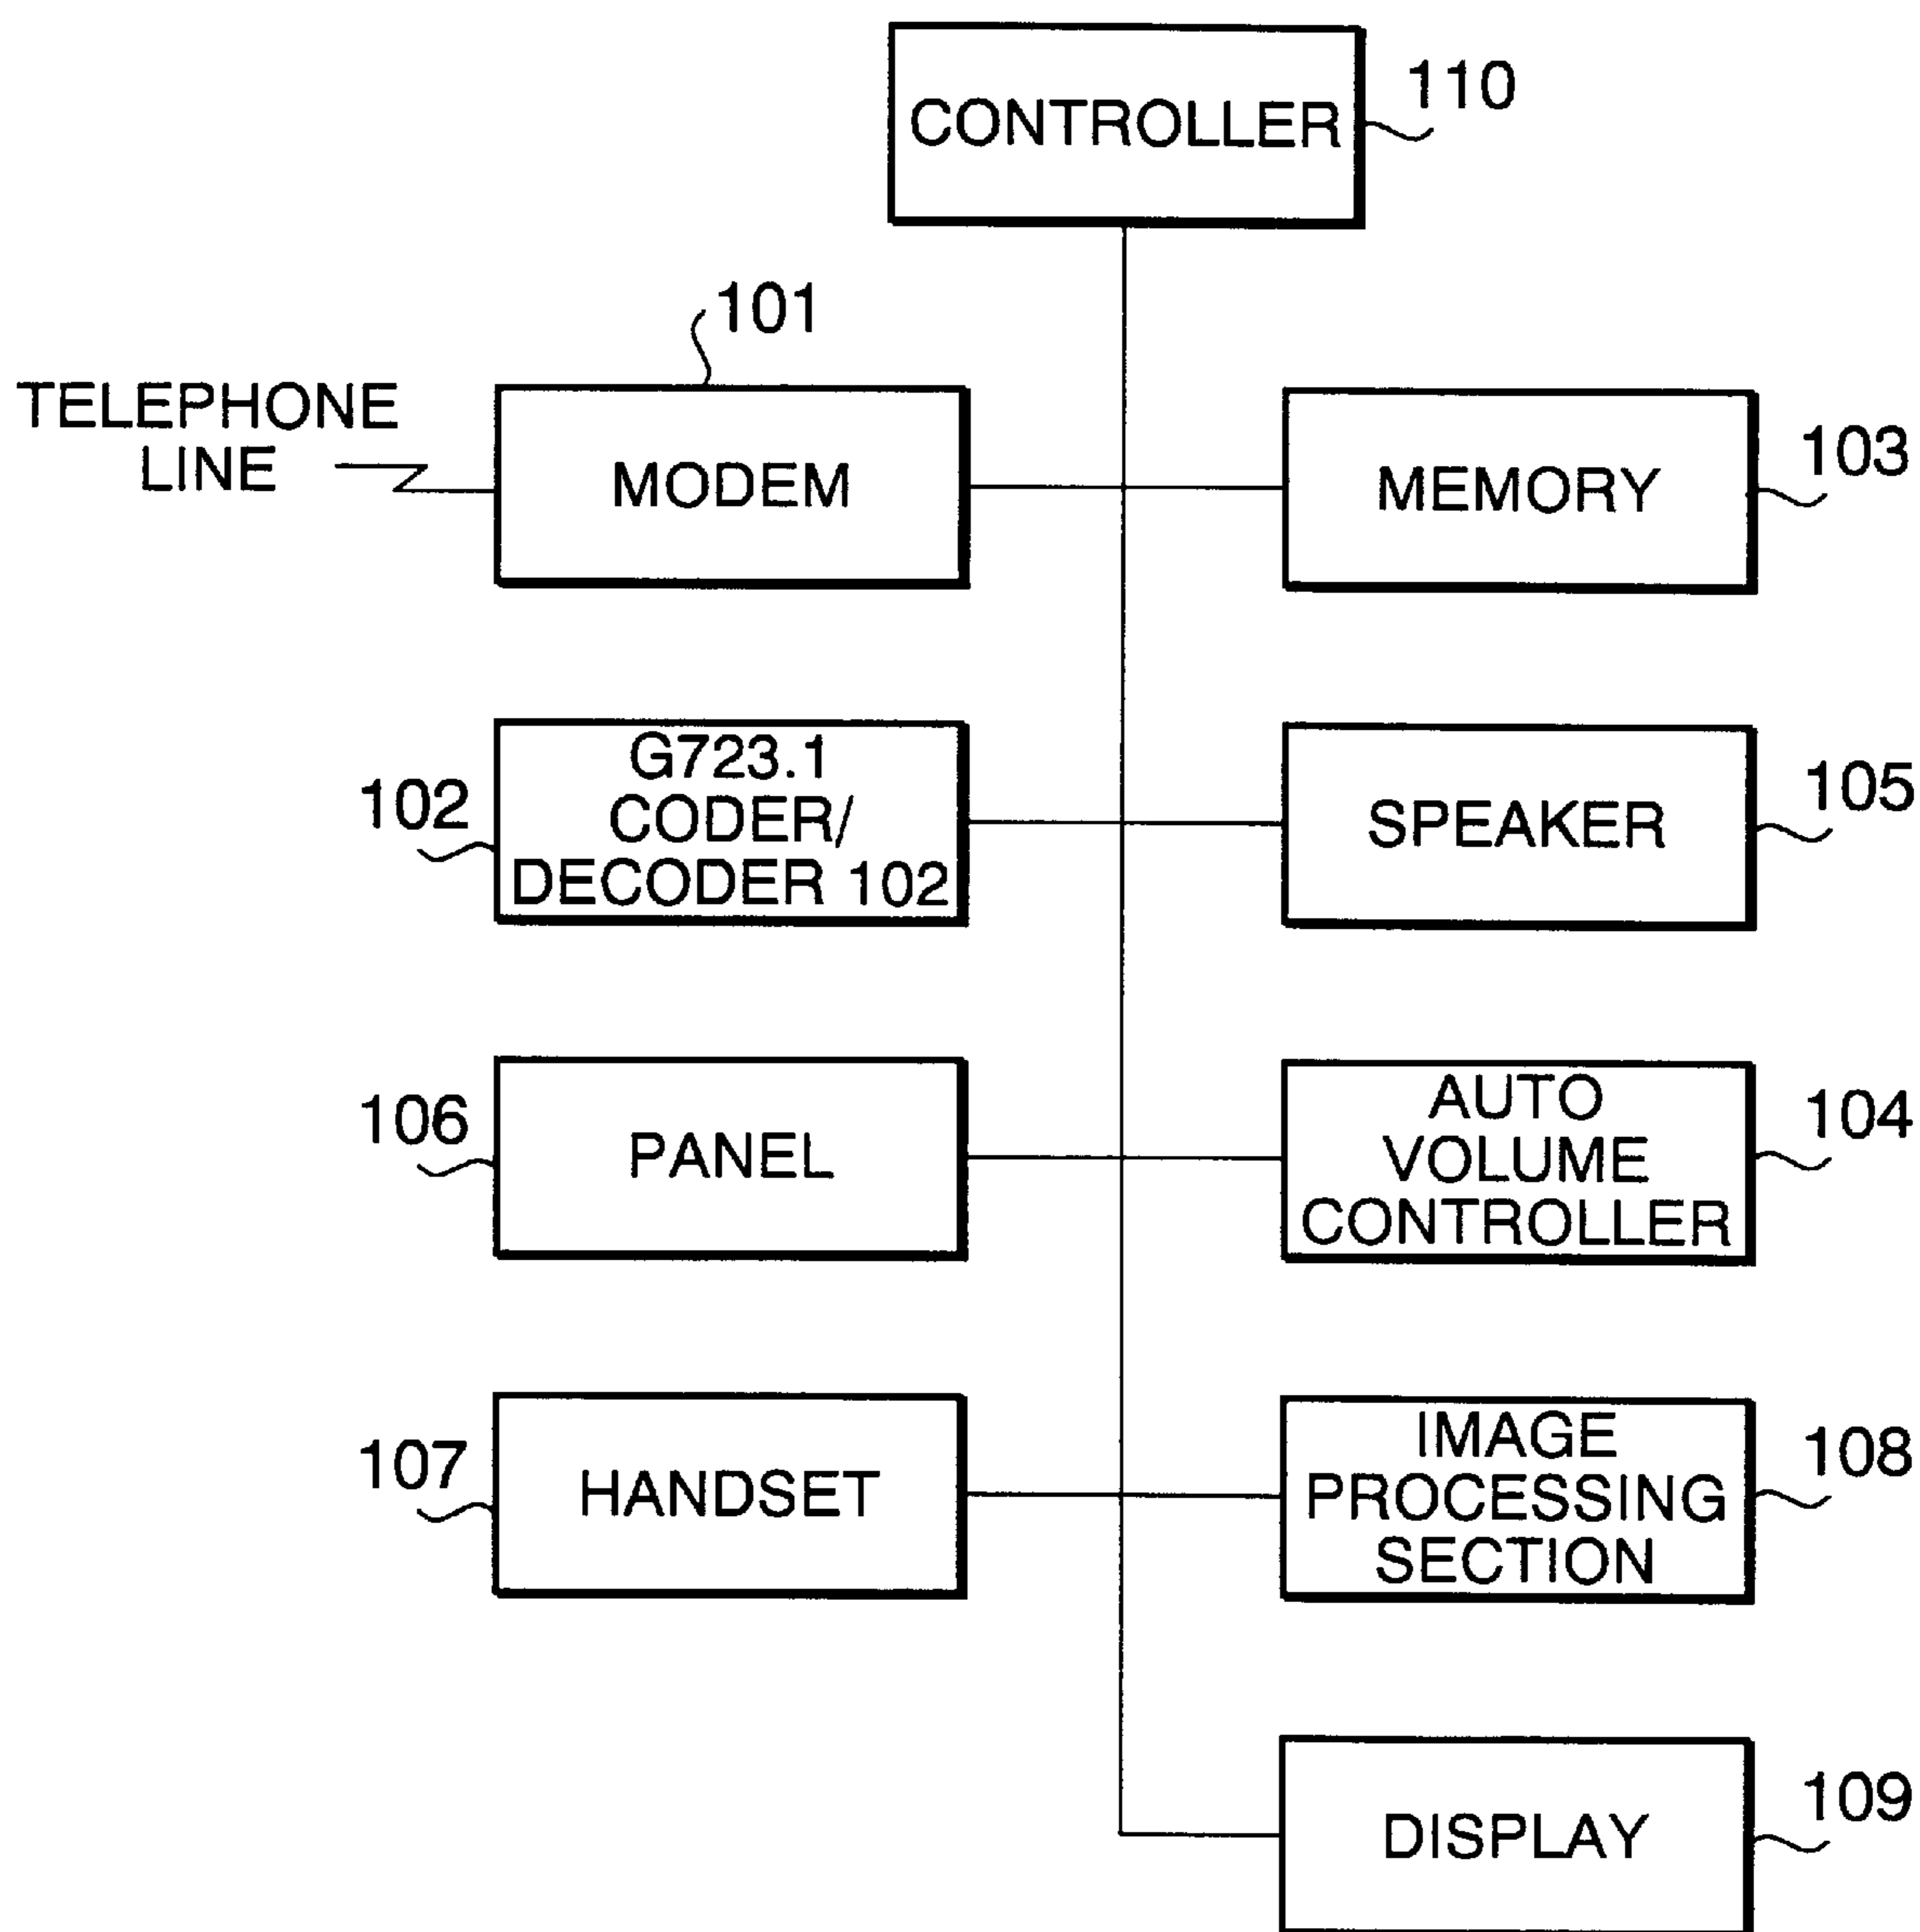 CONTROLLER
110
101
TELEPHONE
LINE
MODEM
MEMORY
103
102
G723.1
CODER/
DECODER 102
SPEAKER
105
106
PANEL
AUTO
VOLUME
CONTROLLER
104
107
HANDSET
IMAGE
PROCESSING
SECTION
108
DISPLAY
109